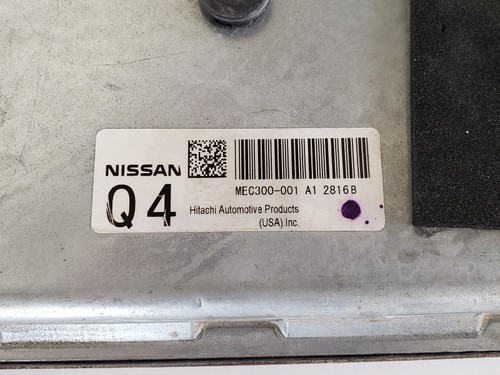 NISSAN
MEC300-001 A1 2816B
Q4
Hitachi Automotive Products
(USA).Inc.